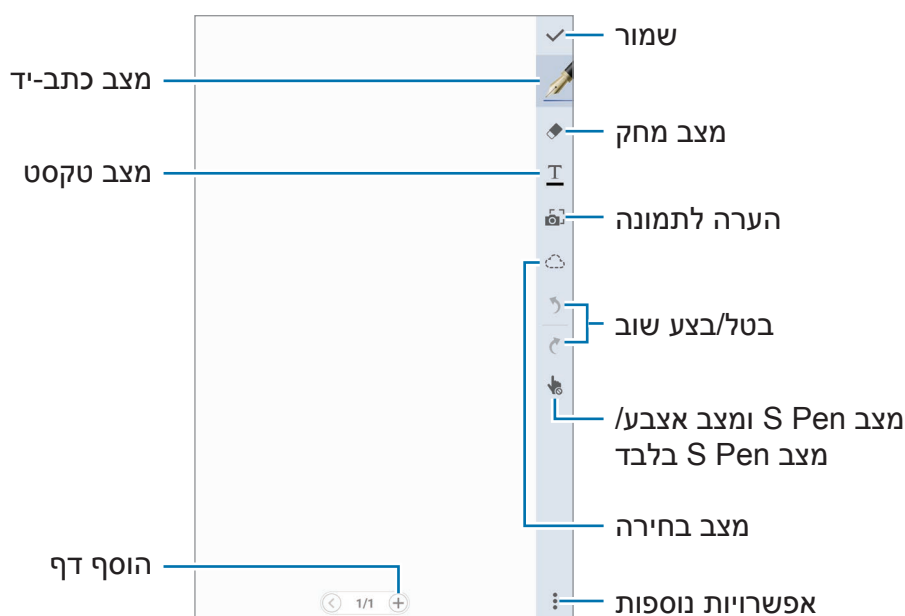 שמור
מצב כתב-יד
מצב מחק
מצב טקסט
T
הערה לתמונה
בטל/בצע שוב
מצב S Pen ומצב אצבע/
מצב S Pen בלבד
מצב בחירה
הוסף דף
1/1
אפשרויות נוספות